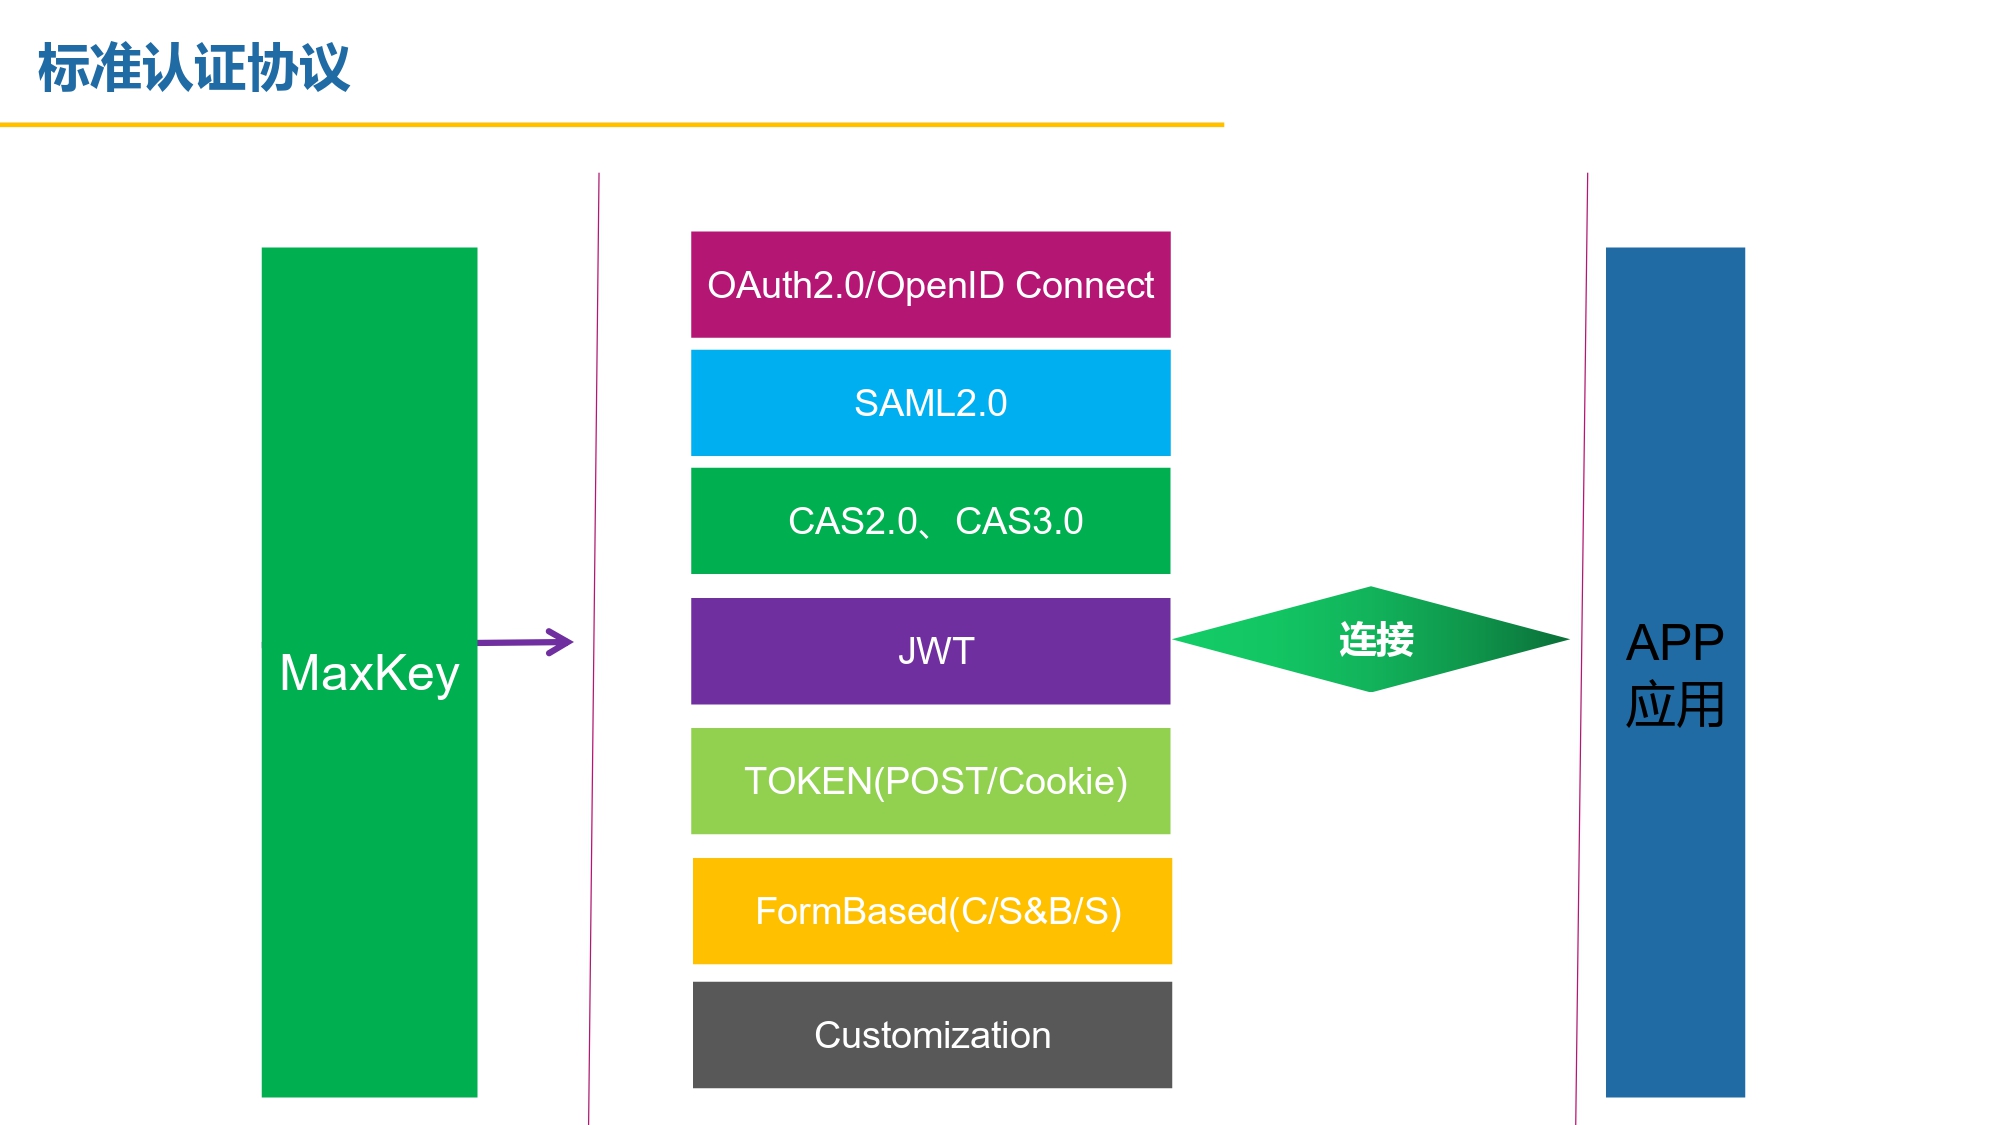 标准认证协议
MaxKey
OAuth2.0/OpenID Connect
SAML2.0
CAS2.0、CAS3.0
JWT
TOKEN(POST/Cookie)
FormBased(C/S&B/S)
Customization
连接
APP
应用